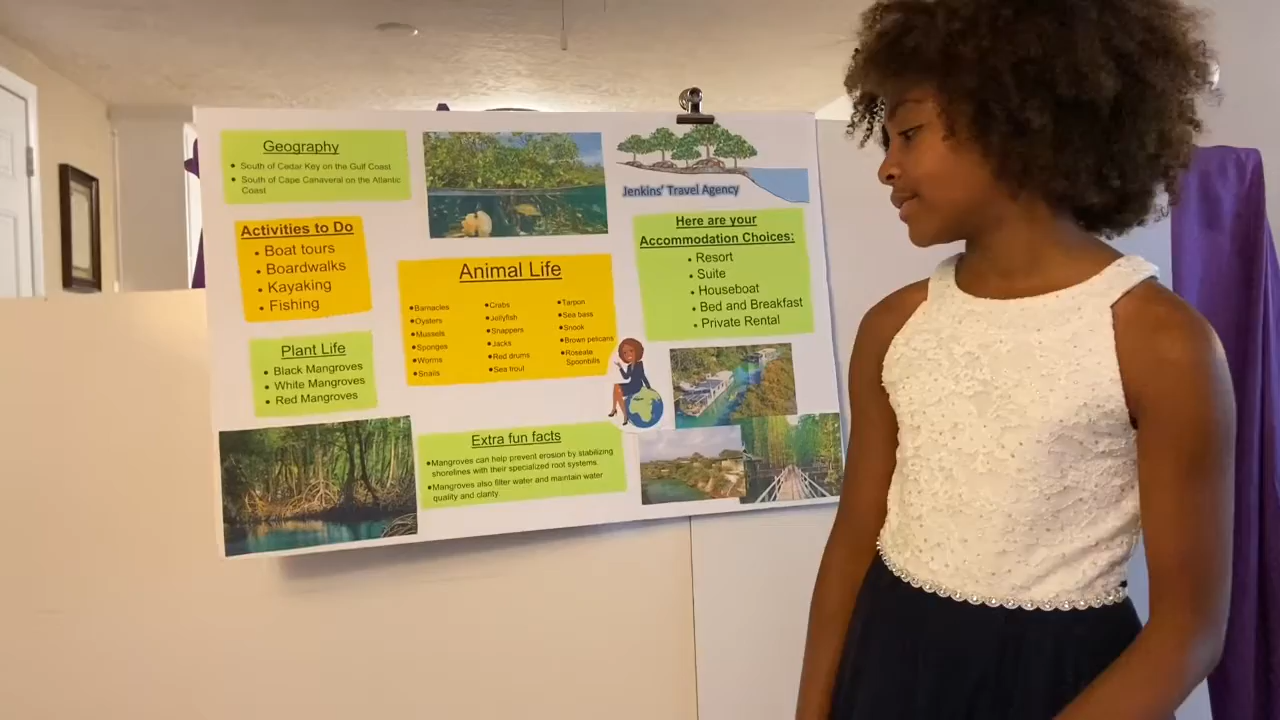 Geography
South of Cedar Key on the Gulf Coast
South of Cape Canaveral on the Atlantic
Coast
Activities to Do
Boat tours
Boardwalks
Kayaking
Fishing
Plant Life
Black Mangroves
White Mangroves
Red Mangroves
Animal Life
Barnacles
Oysters
Mussels
Sponges
Worms
Snails
Crabs
Jellyfish
Snappers
Jacks
Red drums
Sea trout
Tarpon
Sea bass
Snook
Brown pelicans
Roseate
Spoonbills
Extra fun facts
Mangroves can help prevent erosion by stabilizing
shorelines with their specialized root systems.
Mangroves also filter water and maintain water
quality and clarity
Jenkins' Travel Agency
Here are your
Accommodation Choices:
Resort
Suite
Houseboat
Bed and Breakfast
Private Rental